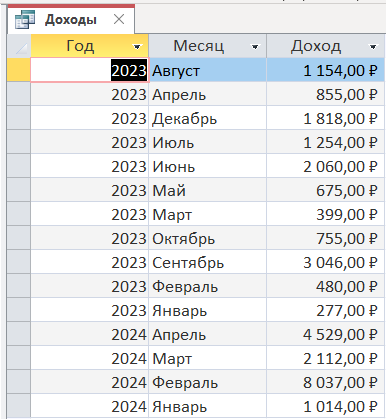 Доходы
Год Месяц Доход
2023 Август 1 154,00 ₽
2023 Апрель 855,00 ₽
2023 Декабрь 1 818,00 ₽
2023 Июль 1 254,00 ₽
2023 Июнь 2 060,00 ₽
2023 Май 675,00 ₽
2023 Март 399,00 ₽
2023 Октябрь 755,00 ₽
2023 Сентябрь 3 046,00 ₽
2023 Февраль 480,00 ₽
2023 Январь 277,00 ₽
2024 Апрель 4 529,00 ₽
2024 Март 2 112,00 ₽
2024 Февраль 8 037,00 ₽
2024 Январь 1 014,00 ₽